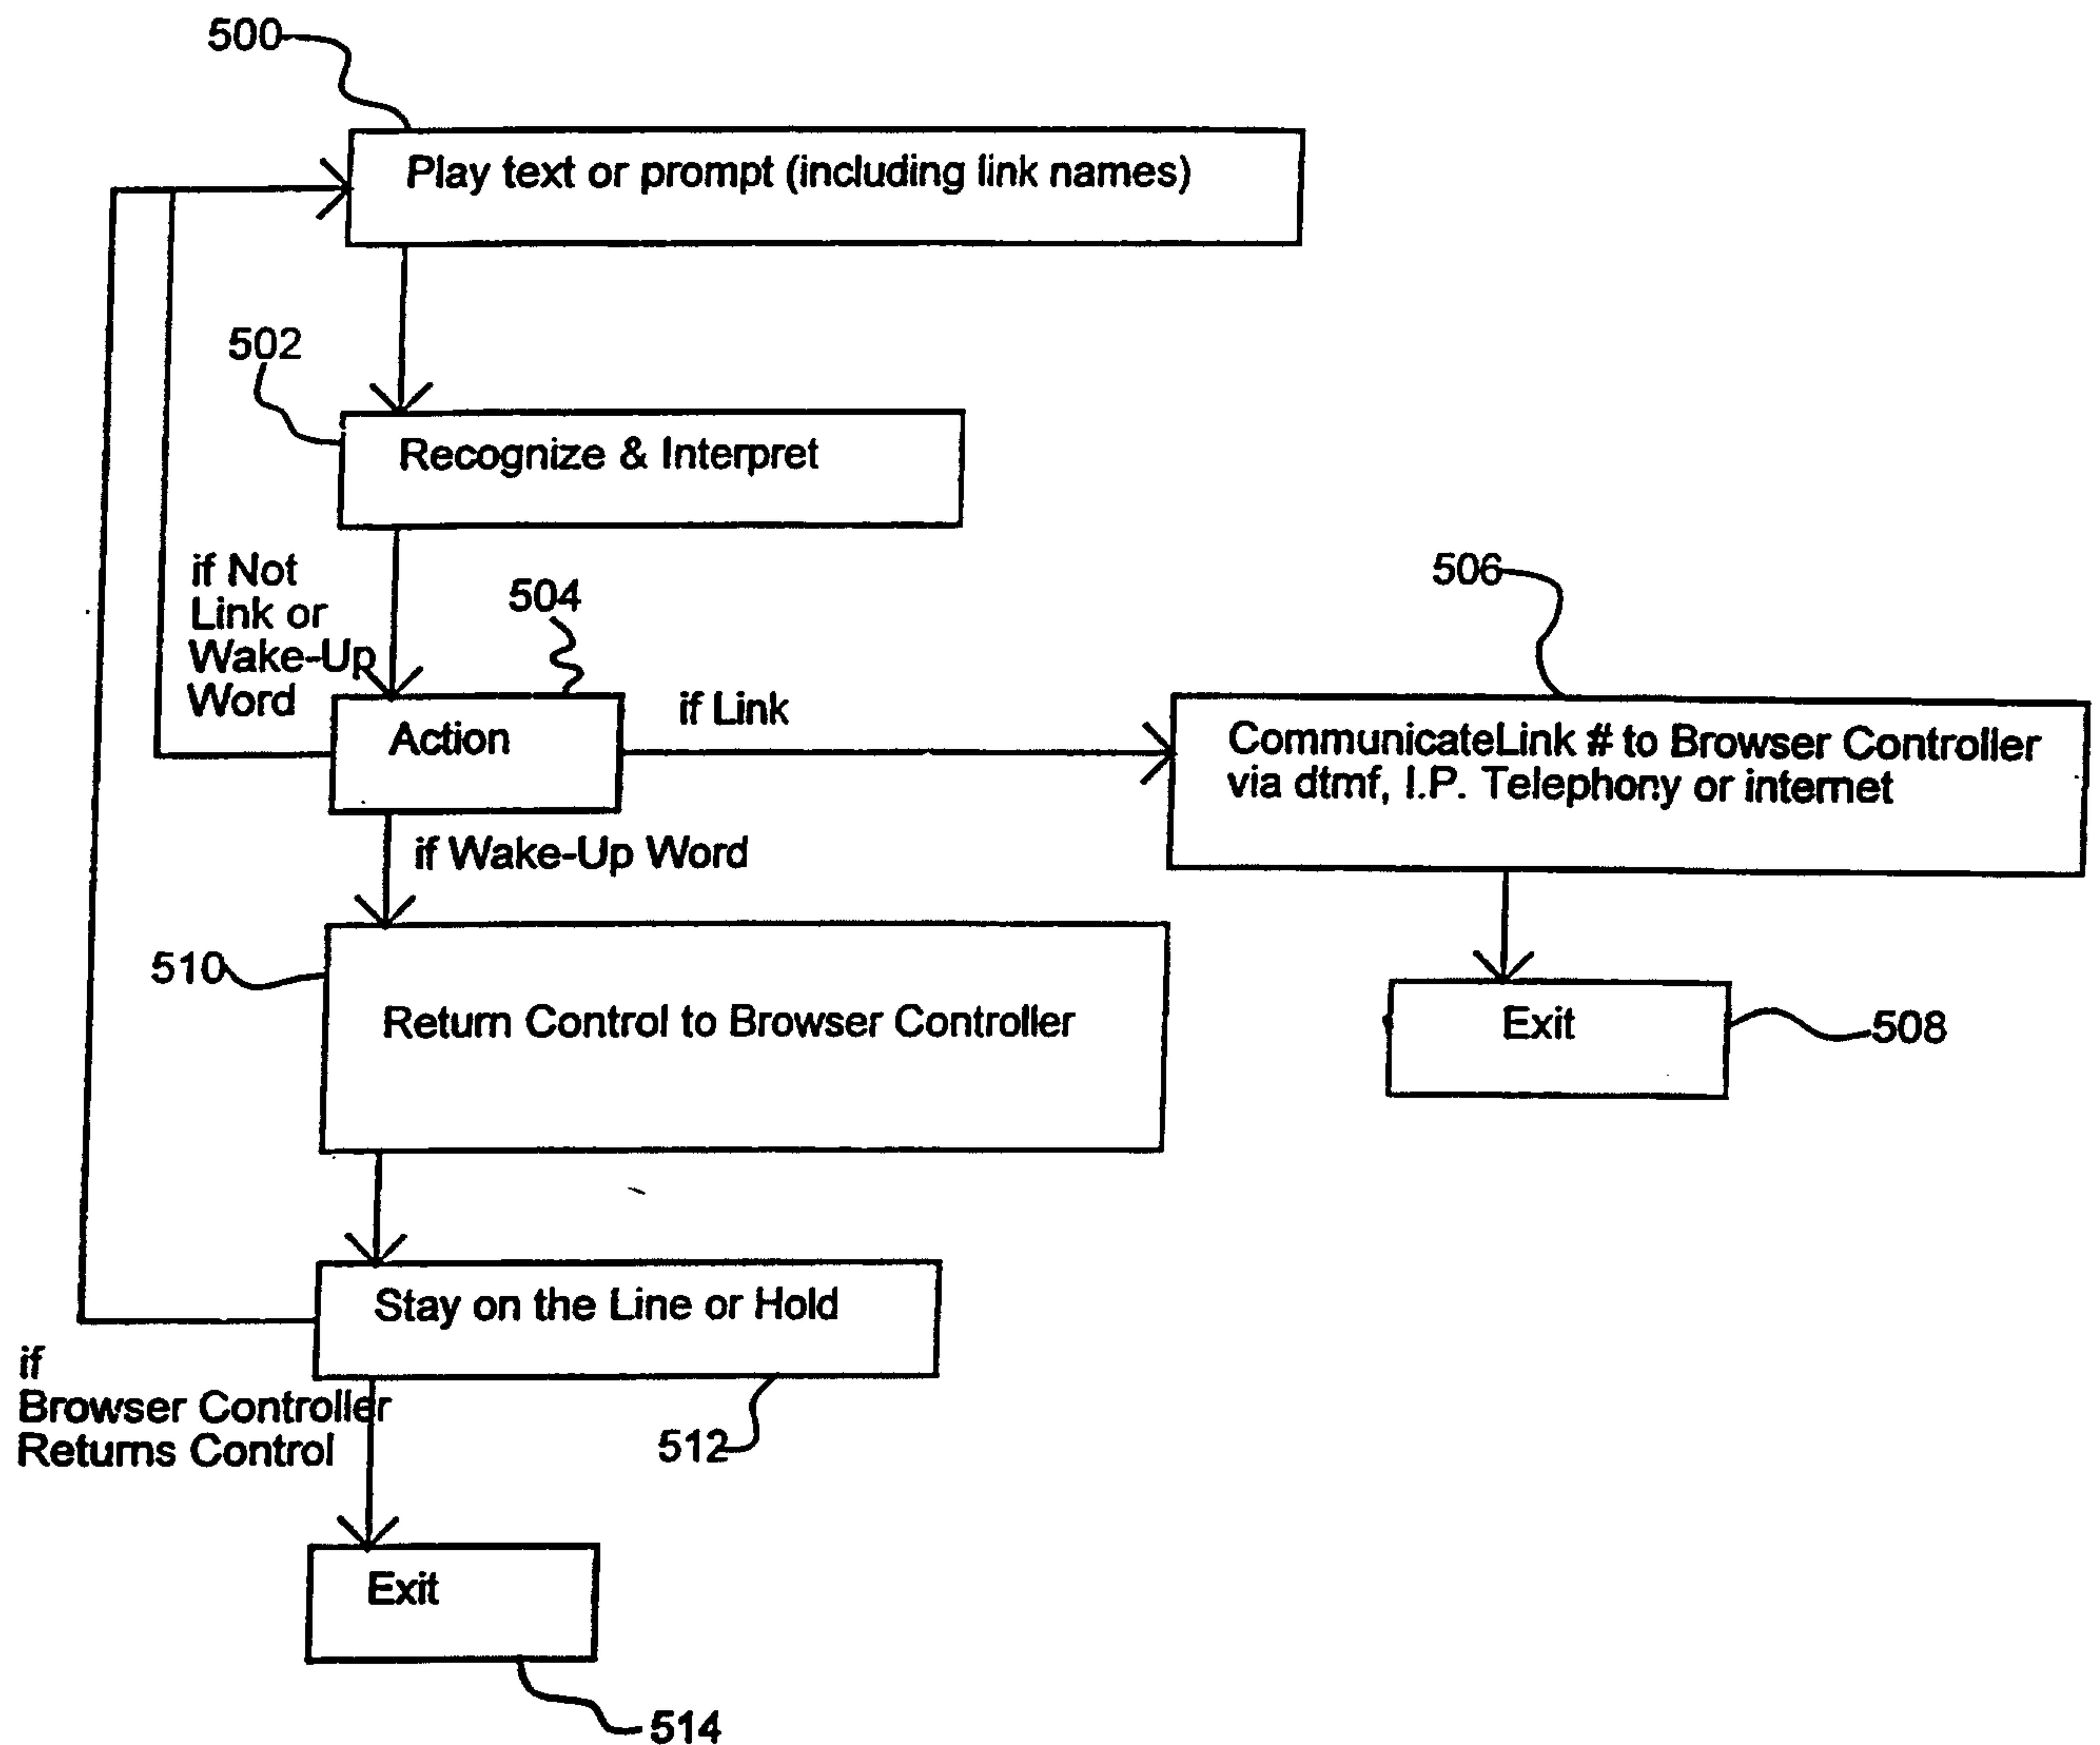 500
Play text or prompt (including link names)
502
Recognize & Interpret
if Not
Link or
Wake-Up
Word
504
Action
if Link
506
CommunicateLink # to Browser Controller
via dtmf, I.P. Telephony or internet
if Wake-Up Word
510
Return Control to Browser Controller
Exit
508
Stay on the Line or Hold
if
Browser Controller
Returns Control
512
Exit
514